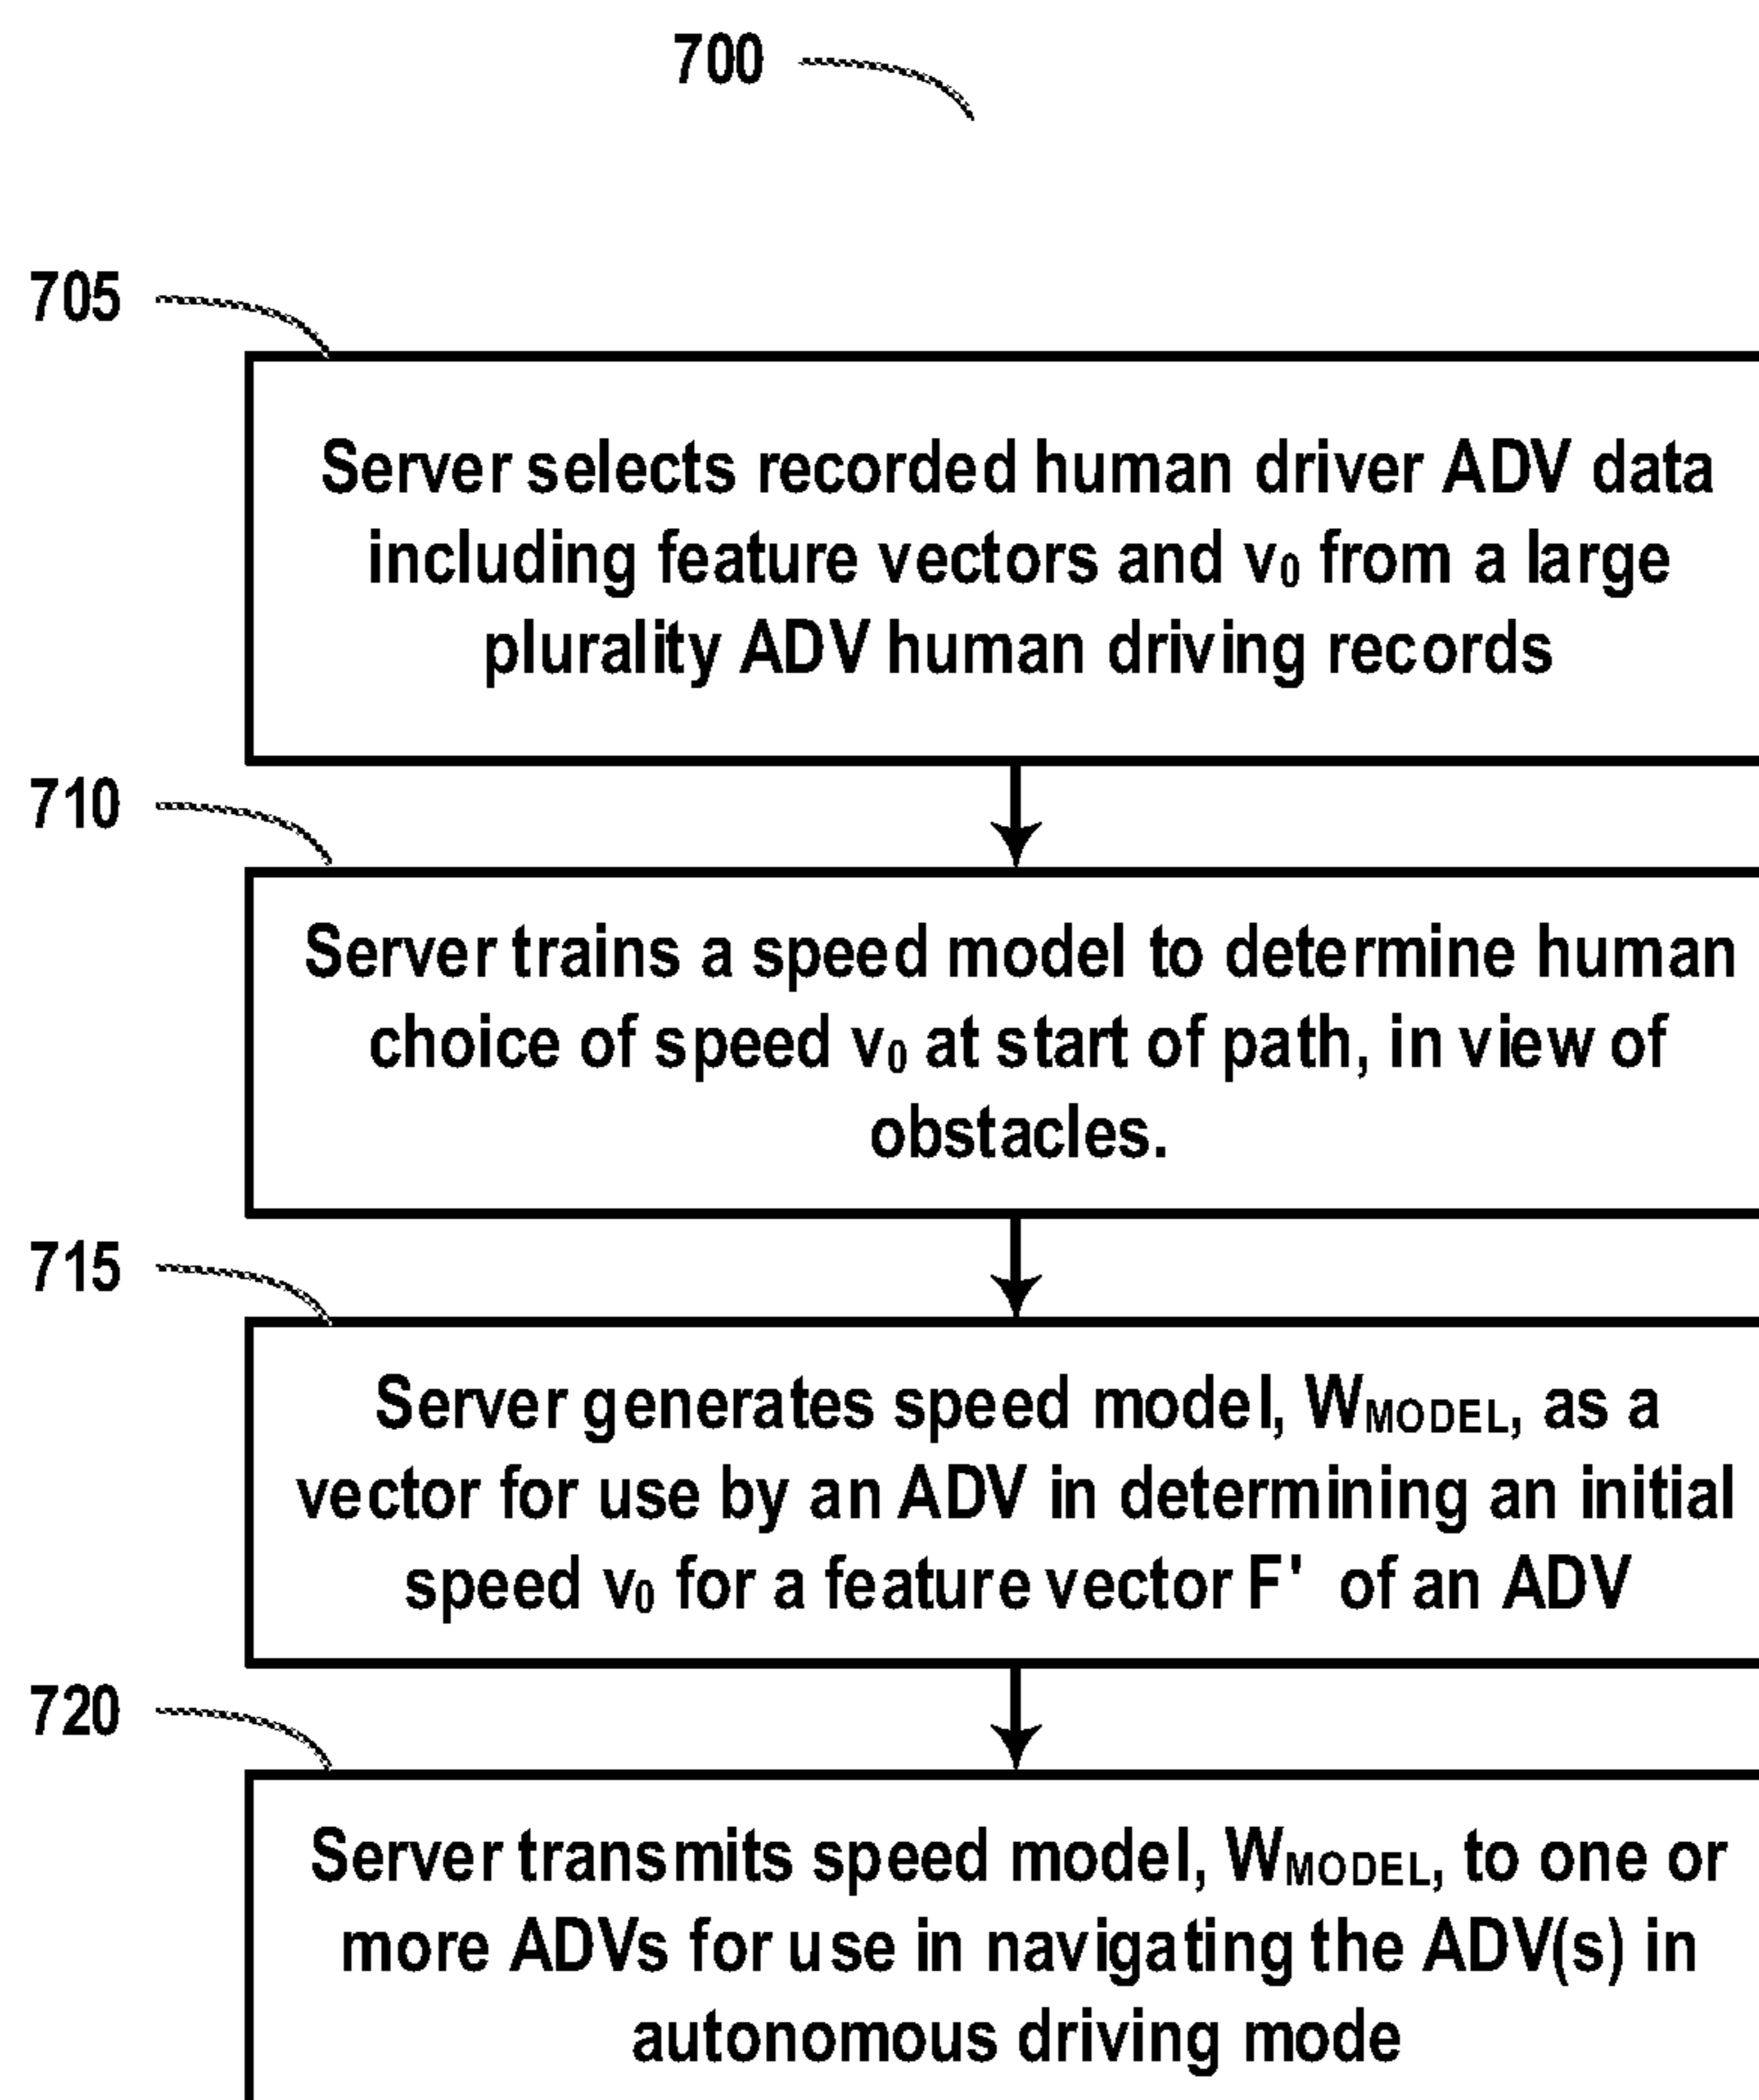 700
705
Server selects recorded human driver ADV data
including feature vectors and v₀ from a large
plurality ADV human driving records
710
Server trains a speed model to determine human
choice of speed v₀ at start of path, in view of
obstacles.
715
Server generates speed model, WMODEL, as a
vector for use by an ADV in determining an initial
speed v₀ for a feature vector F' of an ADV
720
Server transmits speed model, WMODEL, to one or
more ADVs for use in navigating the ADV(s) in
autonomous driving mode